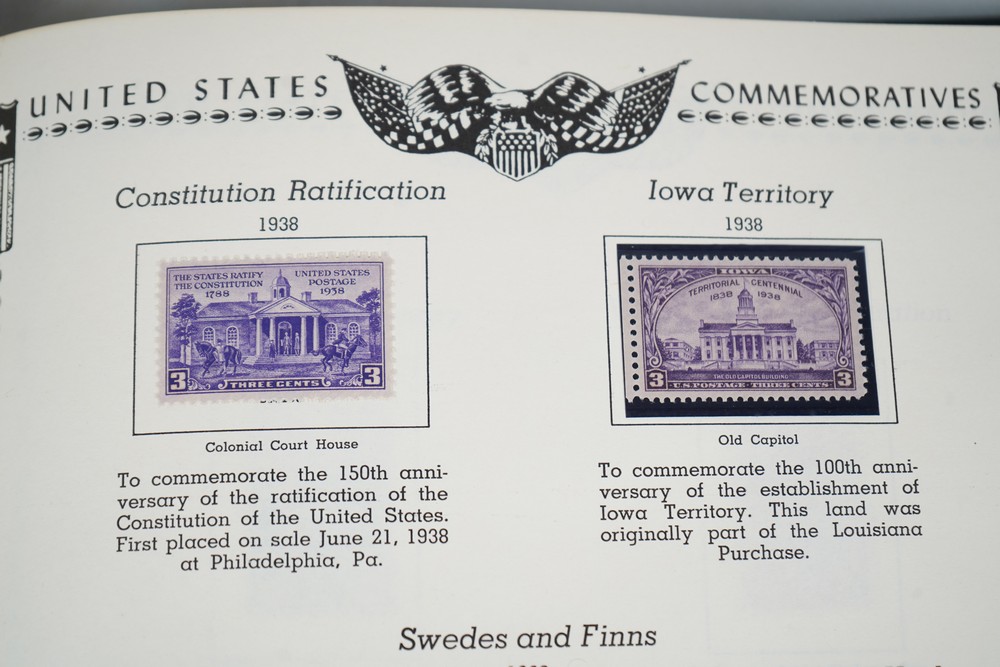 UNITED STATES COMMEMORATIVES
Constitution Ratification
1938
THE STATES RATIFY
THE CONSTITUTION
1788
UNITED STATES
POSTAGE
1938
3 THREE CENTS 3
Colonial Court House
To commemorate the 150th anni-
versary of the ratification of the
Constitution of the United States.
First placed on sale June 21, 1938
at Philadelphia, Pa.
Iowa Territory
1938
IOWA
TERRITORIAL CENTENNIAL
1838 1938
THE OLD CAPITOL BUILDING
3 U.S. POSTAGE · THREE CENTS 3
Old Capitol
To commemorate the 100th anni-
versary of the establishment of
Iowa Territory. This land was
originally part of the Louisiana
Purchase.
Swedes and Finns